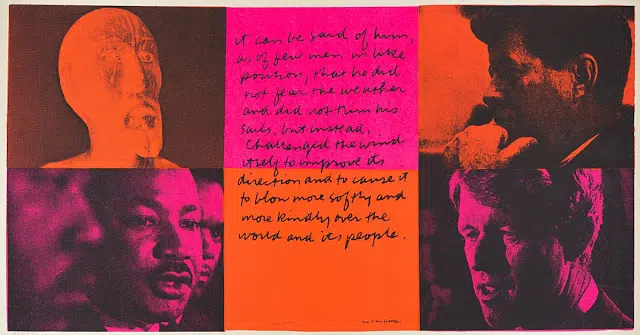 it can be said of him,
as of few men in like
position, that he did
not fear the weather
and did not trim his
sails, but instead,
Challenged the wind
itself to improve its
direction and to cause it
to blow more softly and
more kindly over the
world and its people.